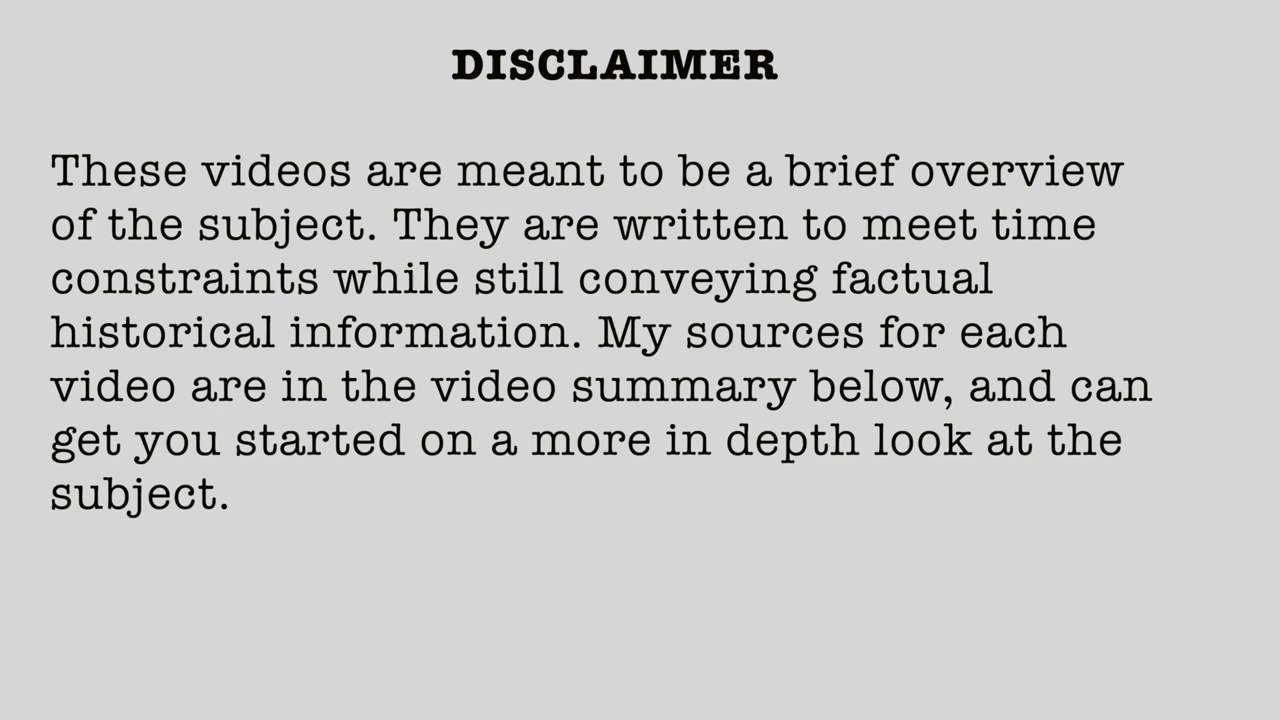 DISCLAIMER
These videos are meant to be a brief overview
of the subject. They are written to meet time
constraints while still conveying factual
historical information. My sources for each
video are in the video summary below, and can
get you started on a more in depth look at the
subject.